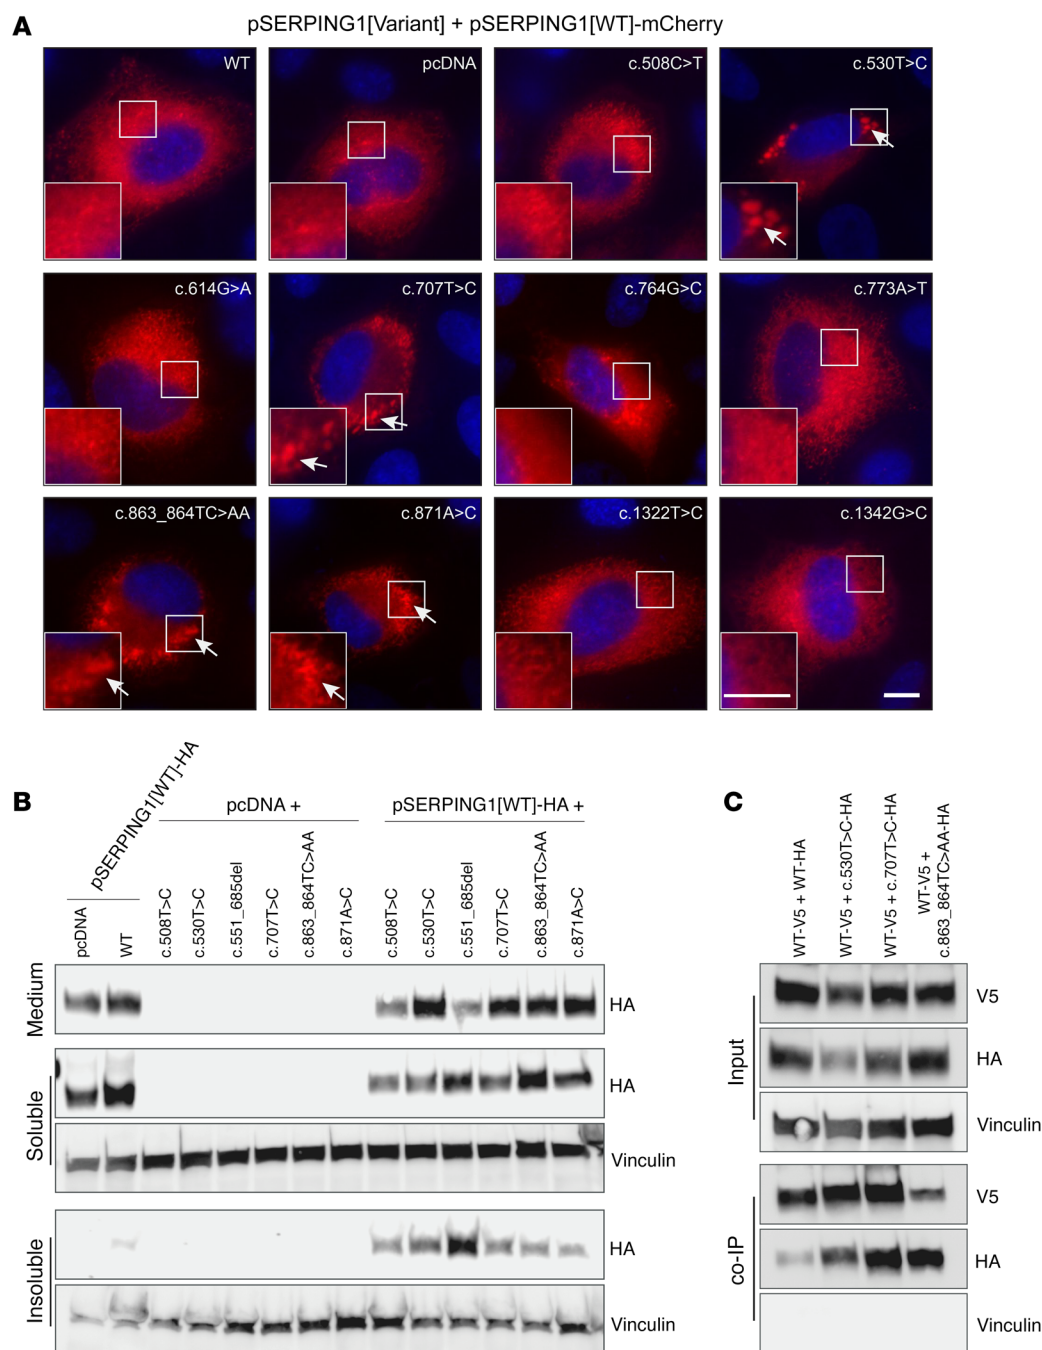 A
pSERPING1[Variant] + pSERPING1[WT]-mCherry
WT
pcDNA
c.508C>T
c.530T>C
c.614G>A
c.707T>C
c.764G>C
c.773A>T
c.863_864TC>AA
c.871A>C
c.1322T>C
c.1342G>C
B
pSERPING1[WT]-HA
pcDNA +
pSERPING1[WT]-HA +
pcDNA
WT
c.508T>C
c.530T>C
c.551_685del
c.707T>C
c.863_864TC>AA
c.871A>C
c.508T>C
c.530T>C
c.551_685del
c.707T>C
c.863_864TC>AA
c.871A>C
Medium
HA
Soluble
HA
Vinculin
Insoluble
HA
Vinculin
C
WT-V5 + WT-HA
WT-V5 + c.530T>C-HA
WT-V5 + c.707T>C-HA
WT-V5 +
c.863_864TC>AA-HA
Input
V5
HA
Vinculin
co-IP
V5
HA
Vinculin